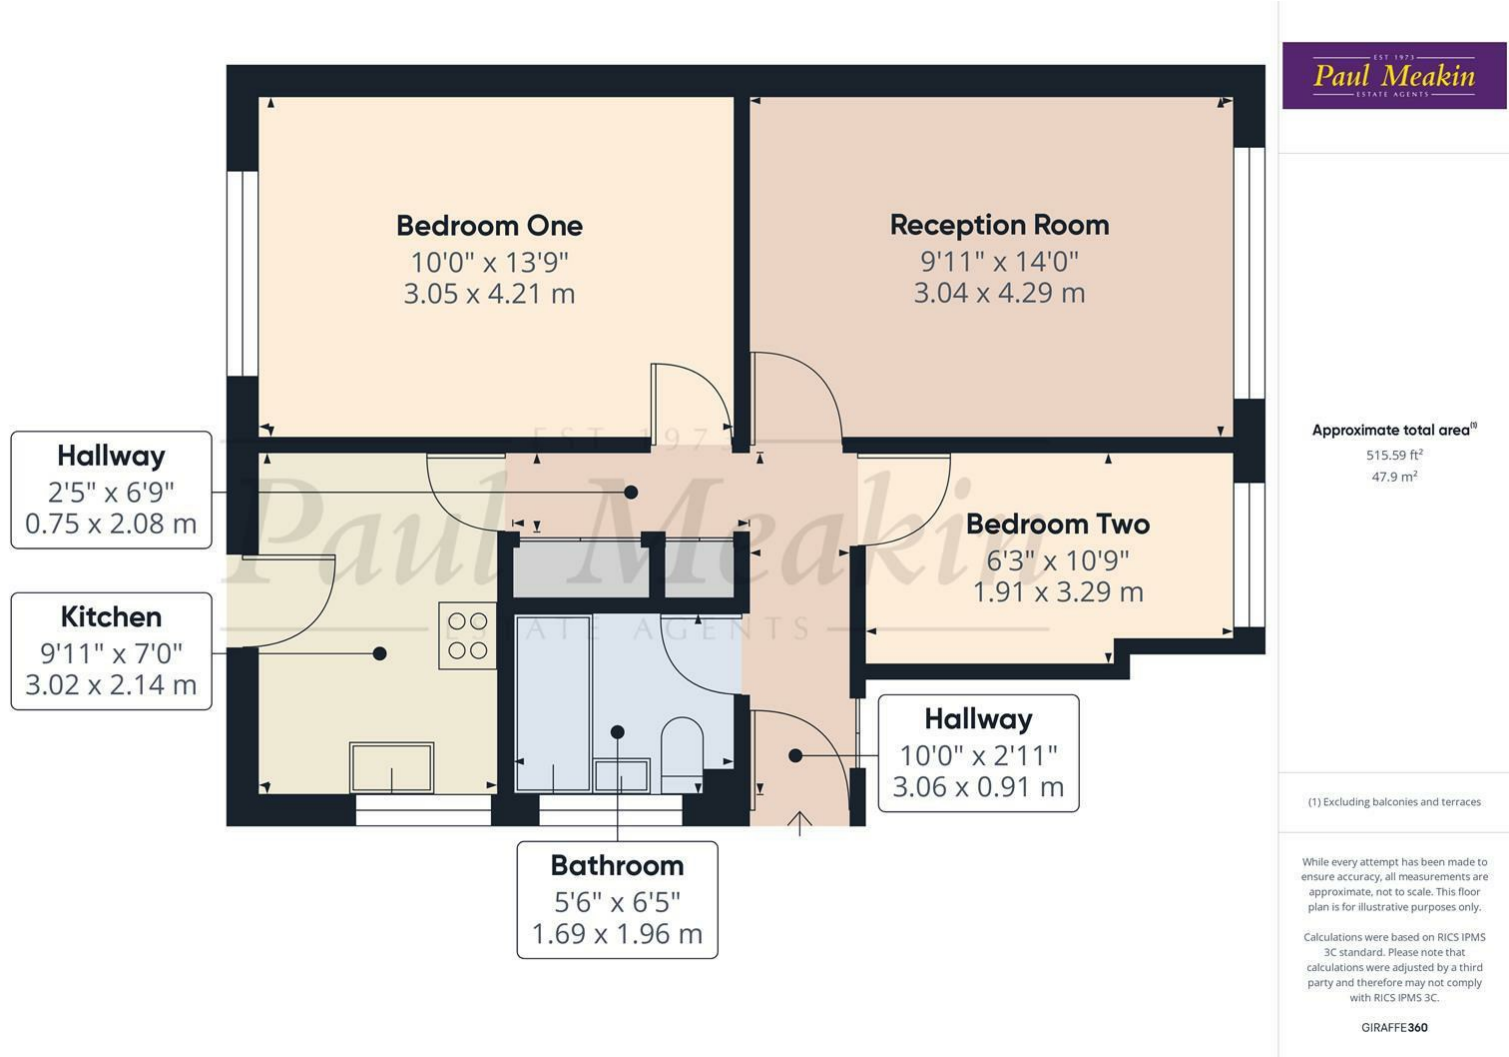 EST 1973
Paul Meakin
ESTATE AGENTS
Bedroom One
10'0" x 13'9"
3.05 x 4.21 m
Reception Room
9'11" x 14'0"
3.04 x 4.29 m
Hallway
2'5" x 6'9"
0.75 x 2.08 m
Bedroom Two
6'3" x 10'9"
1.91 x 3.29 m
Kitchen
9'11" x 7'0"
3.02 x 2.14 m
Hallway
10'0" x 2'11"
3.06 x 0.91 m
Bathroom
5'6" x 6'5"
1.69 x 1.96 m
EST 1973
Paul Meakin
ESTATE AGENTS
Approximate total area(1)
515.59 ft²
47.9 m²
(1) Excluding balconies and terraces
While every attempt has been made to
ensure accuracy, all measurements are
approximate, not to scale. This floor
plan is for illustrative purposes only.
Calculations were based on RICS IPMS
3C standard. Please note that
calculations were adjusted by a third
party and therefore may not comply
with RICS IPMS 3C.
GIRAFFE360